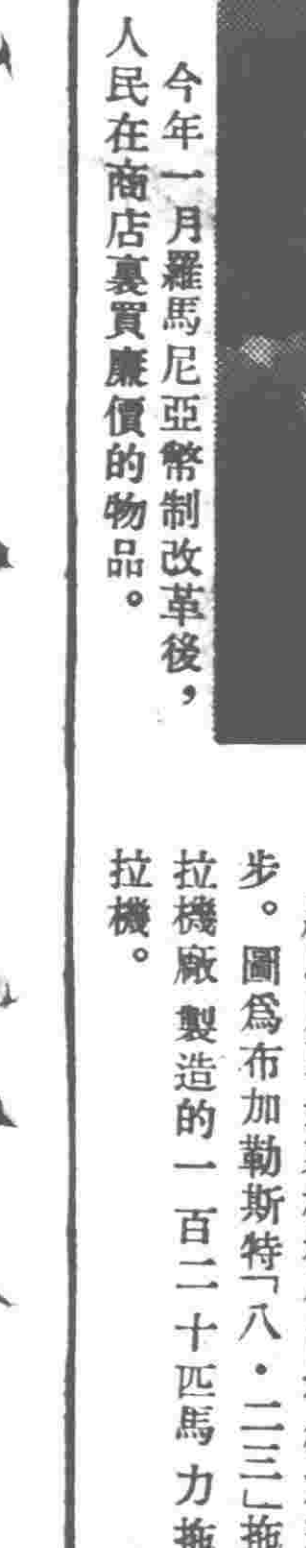 今年一月羅馬尼亞幣制改革後，
人民在商店裏買廉價的物品。
步。圖爲布加勒斯特「八·二三」拖
拉機廠製造的一百二十匹馬力拖
拉機。